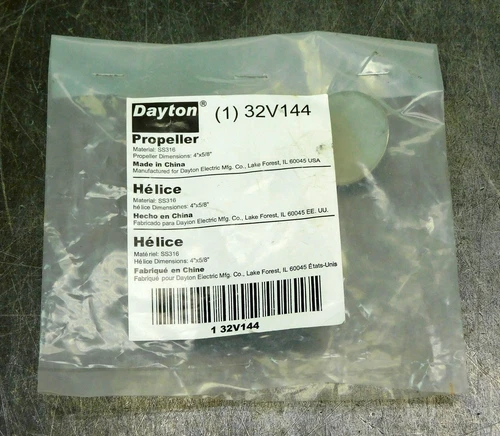 Dayton® (1) 32V144
Propeller
Material: SS316
Propeller Dimensions: 4"x5/8"
Made in China
Manufactured for Dayton Electric Mfg. Co., Lake Forest, IL 60045 USA
Hélice
Material: SS316
hélice Dimensiones: 4"x5/8"
Hecho en China
Fabricado para Dayton Electric Mfg. Co., Lake Forest, IL 60045 EE. UU.
Hélice
Matériel: SS316
Hélice Dimensions: 4"x5/8"
Fabriqué en Chine
Fabriqué pour Dayton Electric Mfg. Co., Lake Forest, IL 60045 États-Unis
1 32V144